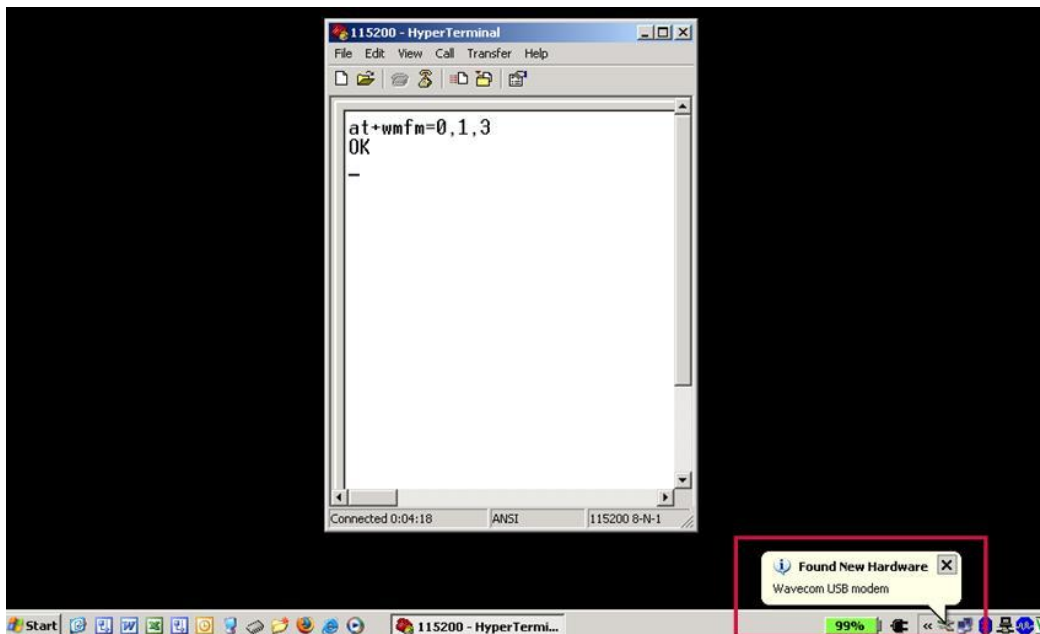 115200 - HyperTerminal
File Edit View Call Transfer Help
at+wmfm=0,1,3
OK
Connected 0:04:18 ANSI 115200 8-N-1
Found New Hardware
Wavecom USB modem
Start 115200 - HyperTermi... 99%